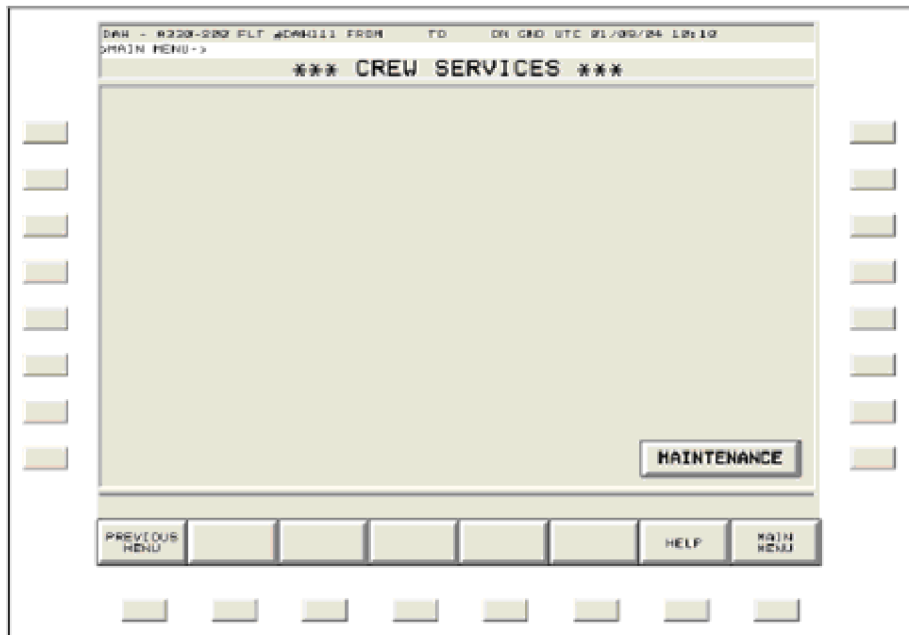 DAH - A330-200 FLT #DAH111 FROM TO ON GND UTC 01/09/04 10:10
>MAIN MENU->
*** CREW SERVICES ***
MAINTENANCE
PREVIOUS MENU
HELP
MAIN MENU